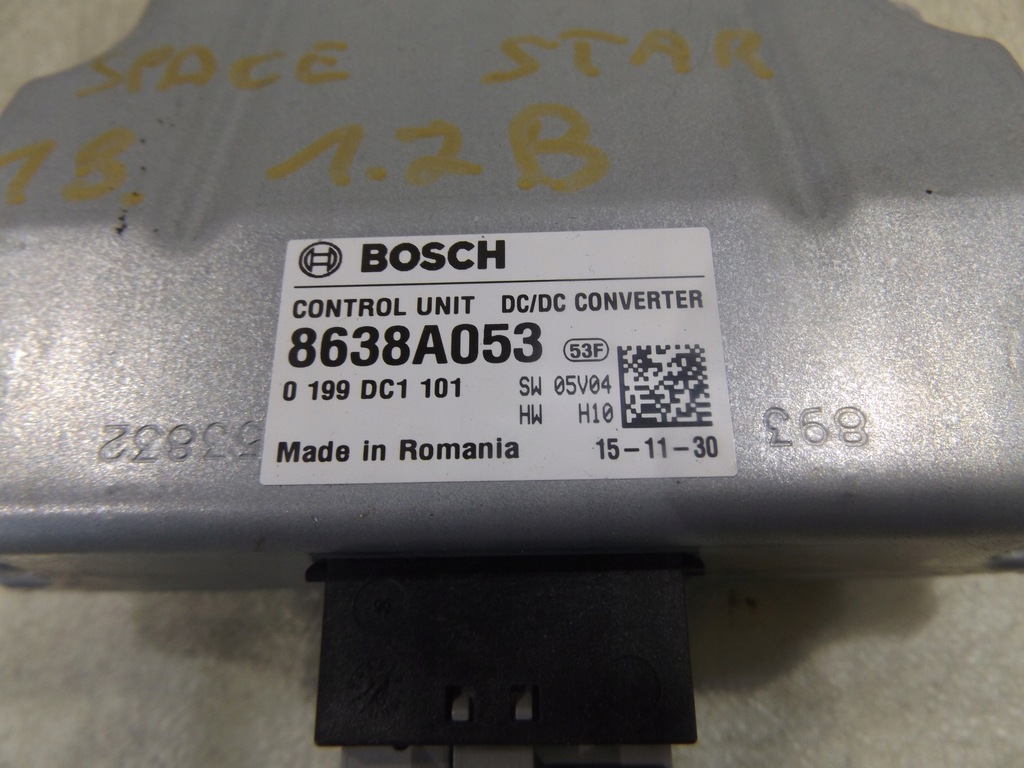 SPACE STAR
1.2B
BOSCH
CONTROL UNIT DC/DC CONVERTER
8638A053 53F
0 199 DC1 101 SW 05V04
HW H10
Made in Romania 15-11-30
893